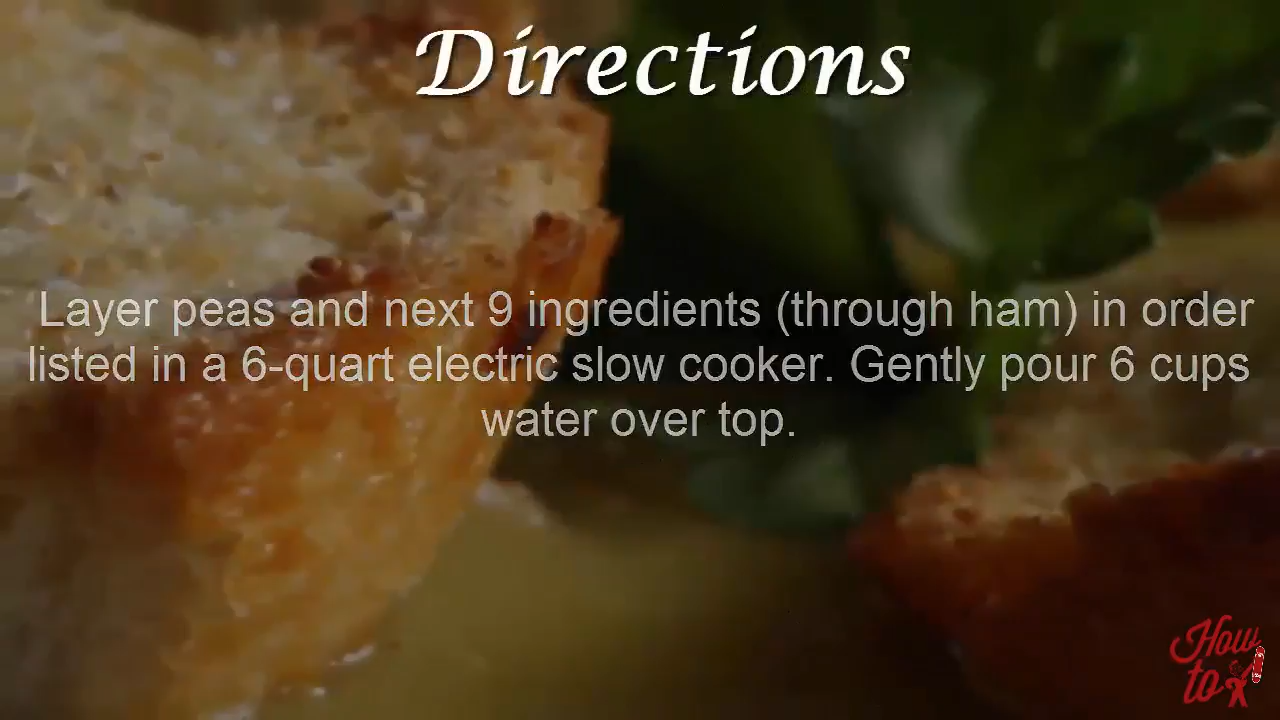 Directions
Layer peas and next 9 ingredients (through ham) in order
listed in a 6-quart electric slow cooker. Gently pour 6 cups
water over top.
How
to